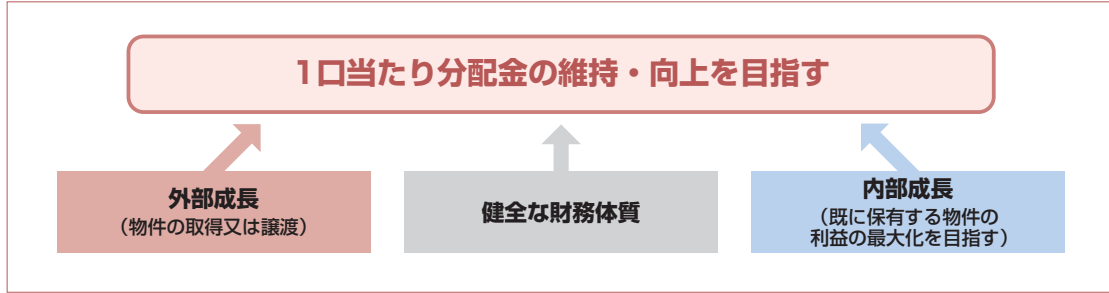 1口当たり分配金の維持・向上を目指す
外部成長
（物件の取得又は譲渡）
健全な財務体質
内部成長
（既に保有する物件の
利益の最大化を目指す）